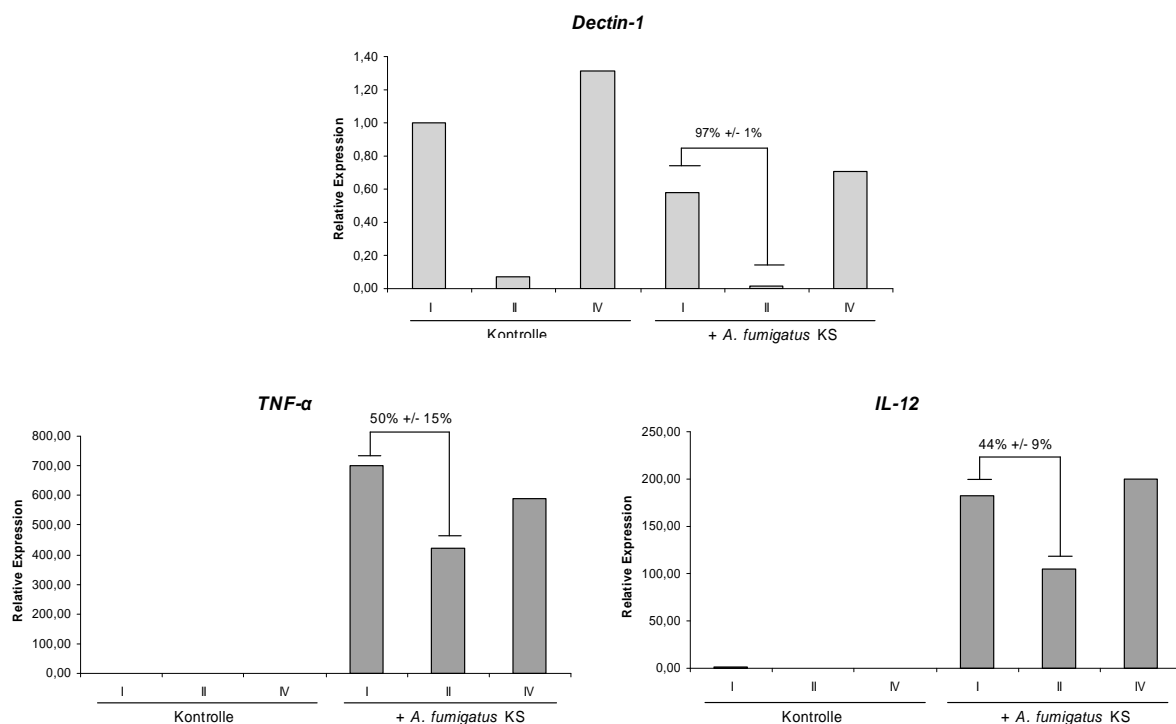 Dectin-1
Relative Expression
1,40
1,20
1,00
0,80
0,60
0,40
0,20
0,00
97% +/- 1%
I II IV I II IV
Kontrolle + A. fumigatus KS
TNF-α
Relative Expression
800,00
700,00
600,00
500,00
400,00
300,00
200,00
100,00
0,00
50% +/- 15%
I II IV I II IV
Kontrolle + A. fumigatus KS
IL-12
Relative Expression
250,00
200,00
150,00
100,00
50,00
0,00
44% +/- 9%
I II IV I II IV
Kontrolle + A. fumigatus KS